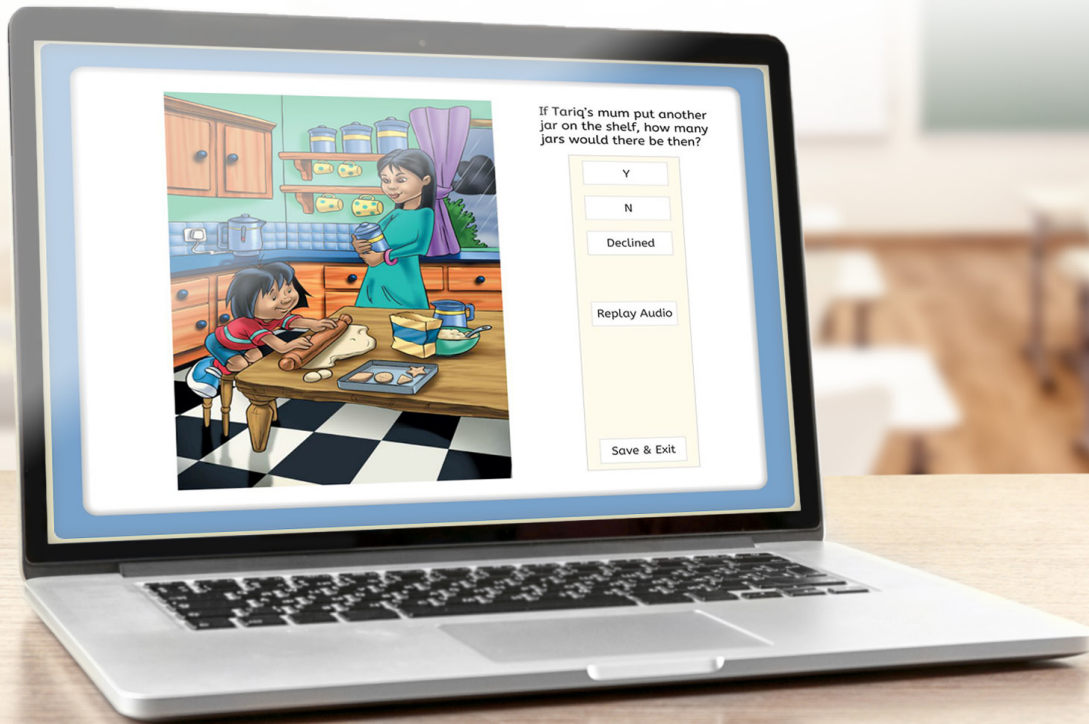 If Tariq's mum put another
jar on the shelf, how many
jars would there be then?
Y
N
Declined
Replay Audio
Save & Exit